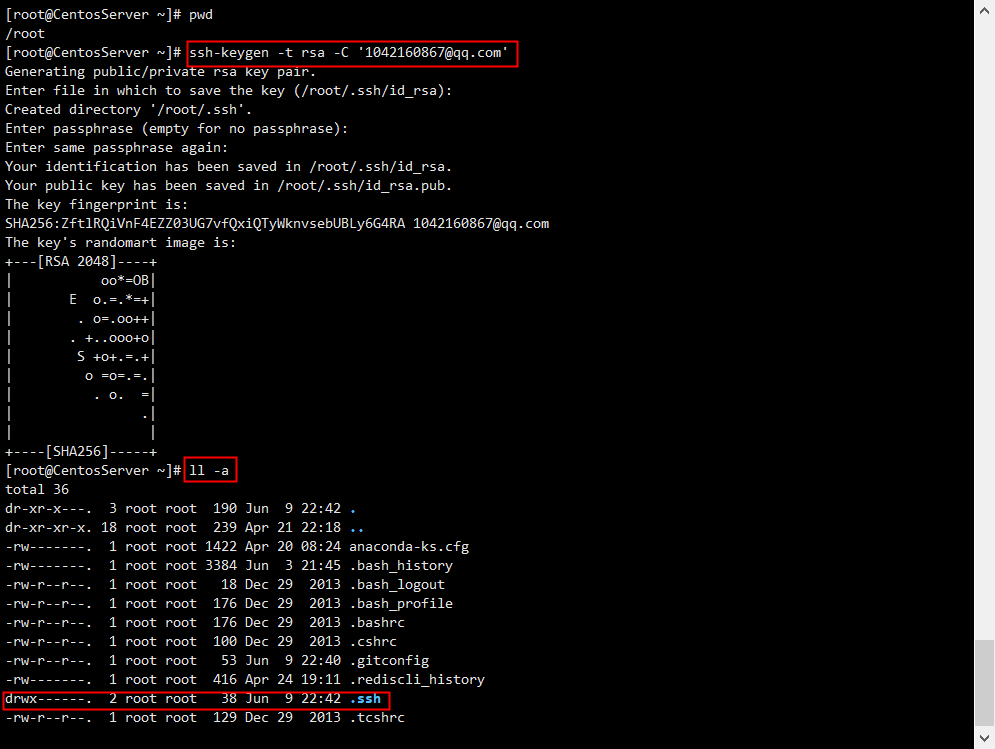 [root@CentosServer ~]# pwd
/root
[root@CentosServer ~]# ssh-keygen -t rsa -C '1042160867@qq.com'
Generating public/private rsa key pair.
Enter file in which to save the key (/root/.ssh/id_rsa):
Created directory '/root/.ssh'.
Enter passphrase (empty for no passphrase):
Enter same passphrase again:
Your identification has been saved in /root/.ssh/id_rsa.
Your public key has been saved in /root/.ssh/id_rsa.pub.
The key fingerprint is:
SHA256:ZftlRQiVnF4EZZ03UG7vfQxiQTyWknvsebUBLy6G4RA 1042160867@qq.com
The key's randomart image is:
+---[RSA 2048]----+
|           oo*=OB|
|       E  o.=.*=+|
|        . o=.oo++|
|       . +..ooo+o|
|        S +o+.=.+|
|         o =o=.=.|
|          . o.  =|
|                .|
|                 |
+----[SHA256]-----+
[root@CentosServer ~]# ll -a
total 36
dr-xr-x---.  3 root root  190 Jun  9 22:42 .
dr-xr-xr-x. 18 root root  239 Apr 21 22:18 ..
-rw-------.  1 root root 1422 Apr 20 08:24 anaconda-ks.cfg
-rw-------.  1 root root 3384 Jun  3 21:45 .bash_history
-rw-r--r--.  1 root root   18 Dec 29  2013 .bash_logout
-rw-r--r--.  1 root root  176 Dec 29  2013 .bash_profile
-rw-r--r--.  1 root root  176 Dec 29  2013 .bashrc
-rw-r--r--.  1 root root  100 Dec 29  2013 .cshrc
-rw-r--r--.  1 root root   53 Jun  9 22:40 .gitconfig
-rw-------.  1 root root  416 Apr 24 19:11 .rediscli_history
drwx------.  2 root root   38 Jun  9 22:42 .ssh
-rw-r--r--.  1 root root  129 Dec 29  2013 .tcshrc